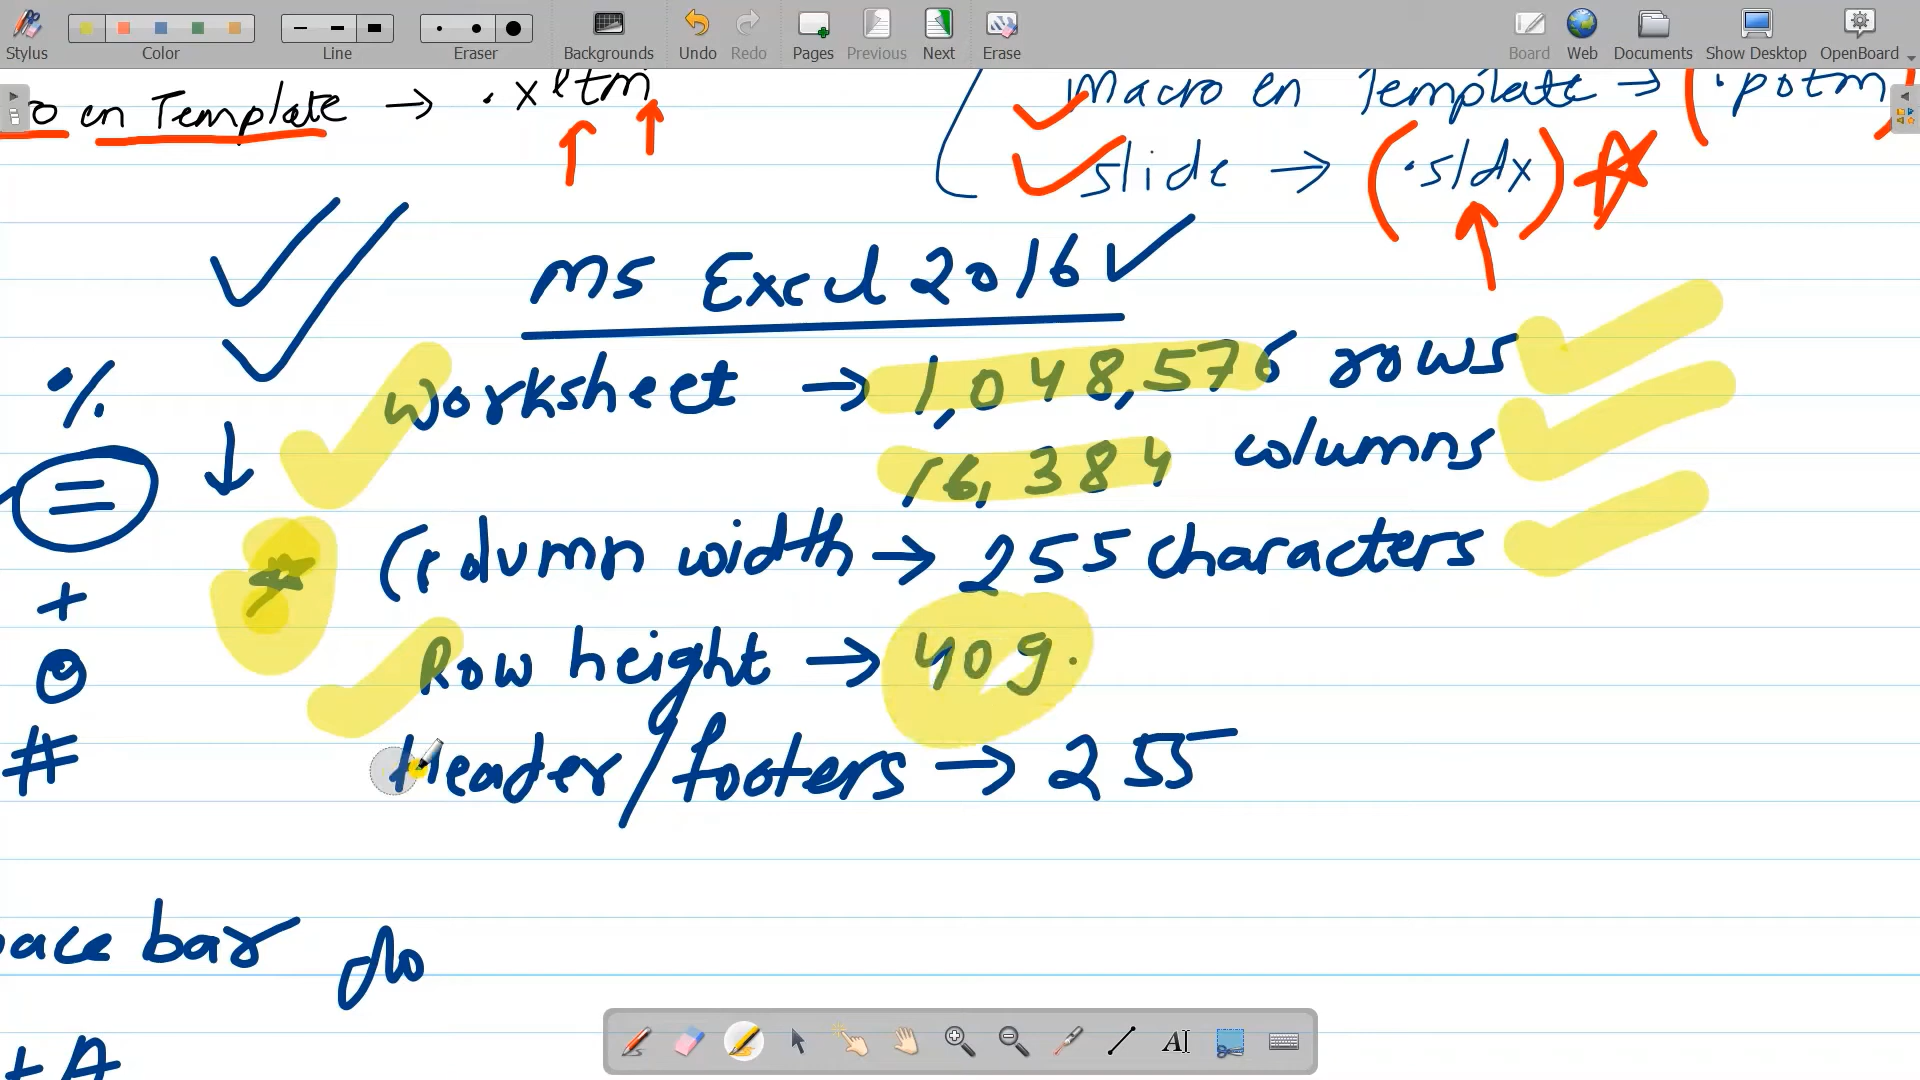 Stylus Color Line Eraser Backgrounds Undo Redo Pages Previous Next Erase Board Web Documents Show Desktop OpenBoard
o en Template → .xltm
Macro en Template → (.potm)
slide → (.sldx)
MS Excel 2016
Worksheet → 1,048,576 rows
16,384 columns
Column width → 255 characters
Row height → 409.
Header/footers → 255
%
=
+
@
#
pace bar
+ A